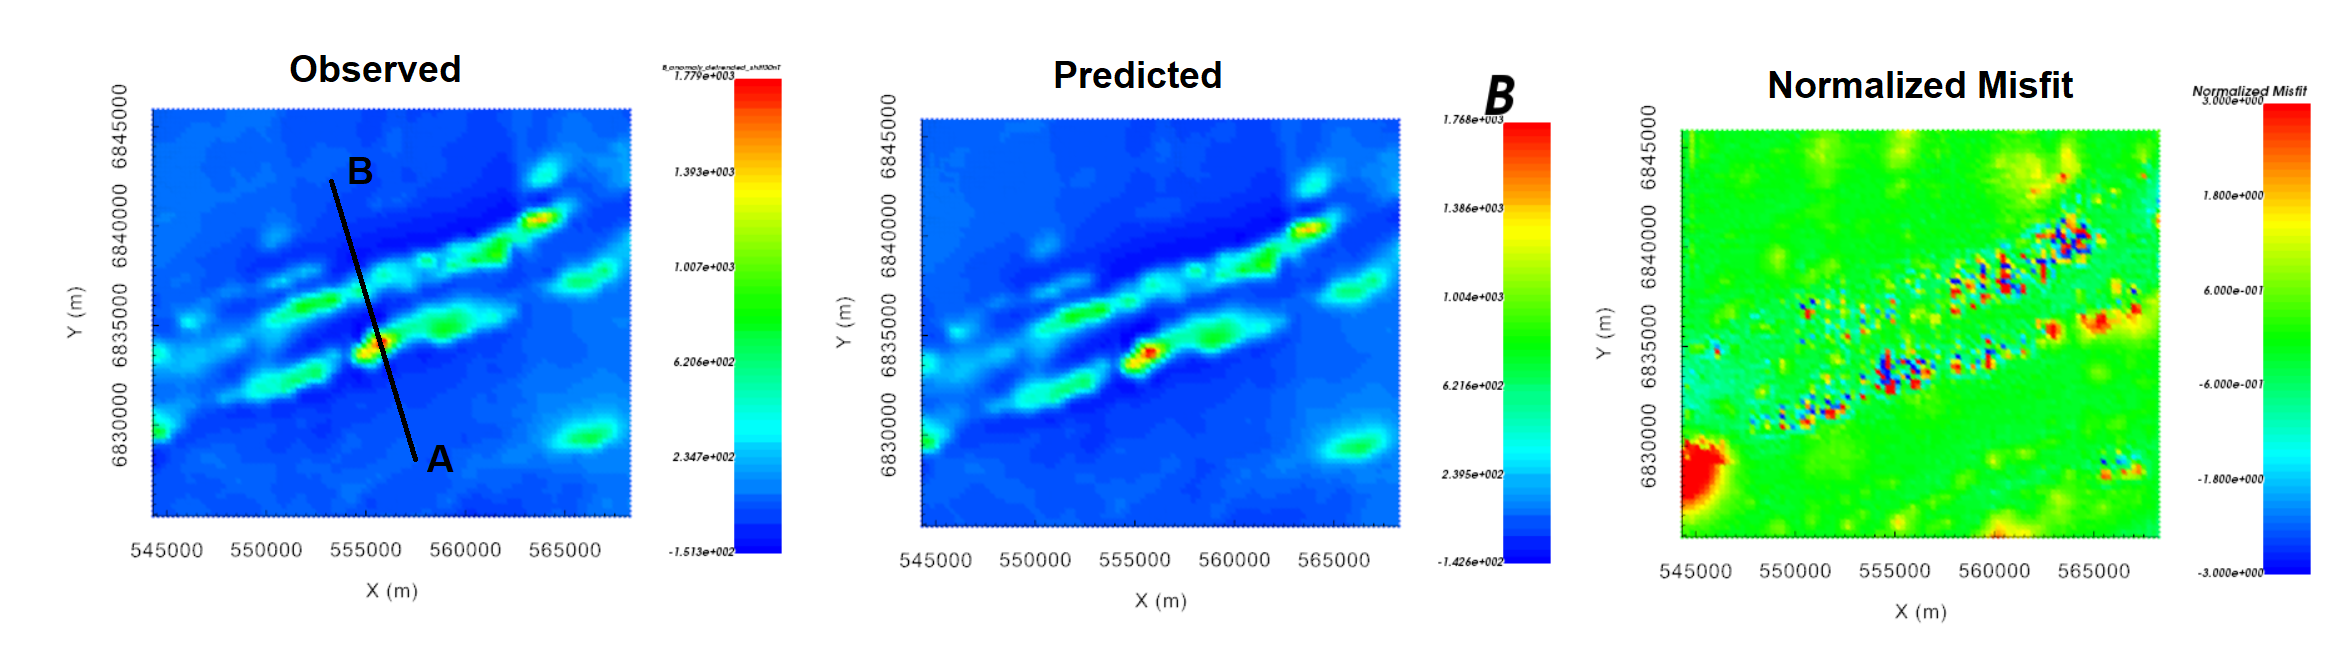 Observed
B_anomaly_detrended_shift50nT
1.779e+003
1.393e+003
1.007e+003
6.206e+002
2.347e+002
-1.513e+002
6845000
6840000
6835000
6830000
Y (m)
B
A
545000 550000 555000 560000 565000
X (m)
Predicted
B
1.768e+003
1.386e+003
1.004e+003
6.216e+002
2.395e+002
-1.426e+002
6845000
6840000
6835000
6830000
Y (m)
545000 550000 555000 560000 565000
X (m)
Normalized Misfit
Normalized Misfit
3.000e+000
1.800e+000
6.000e-001
-6.000e-001
-1.800e+000
-3.000e+000
6845000
6840000
6835000
6830000
Y (m)
545000 550000 555000 560000 565000
X (m)